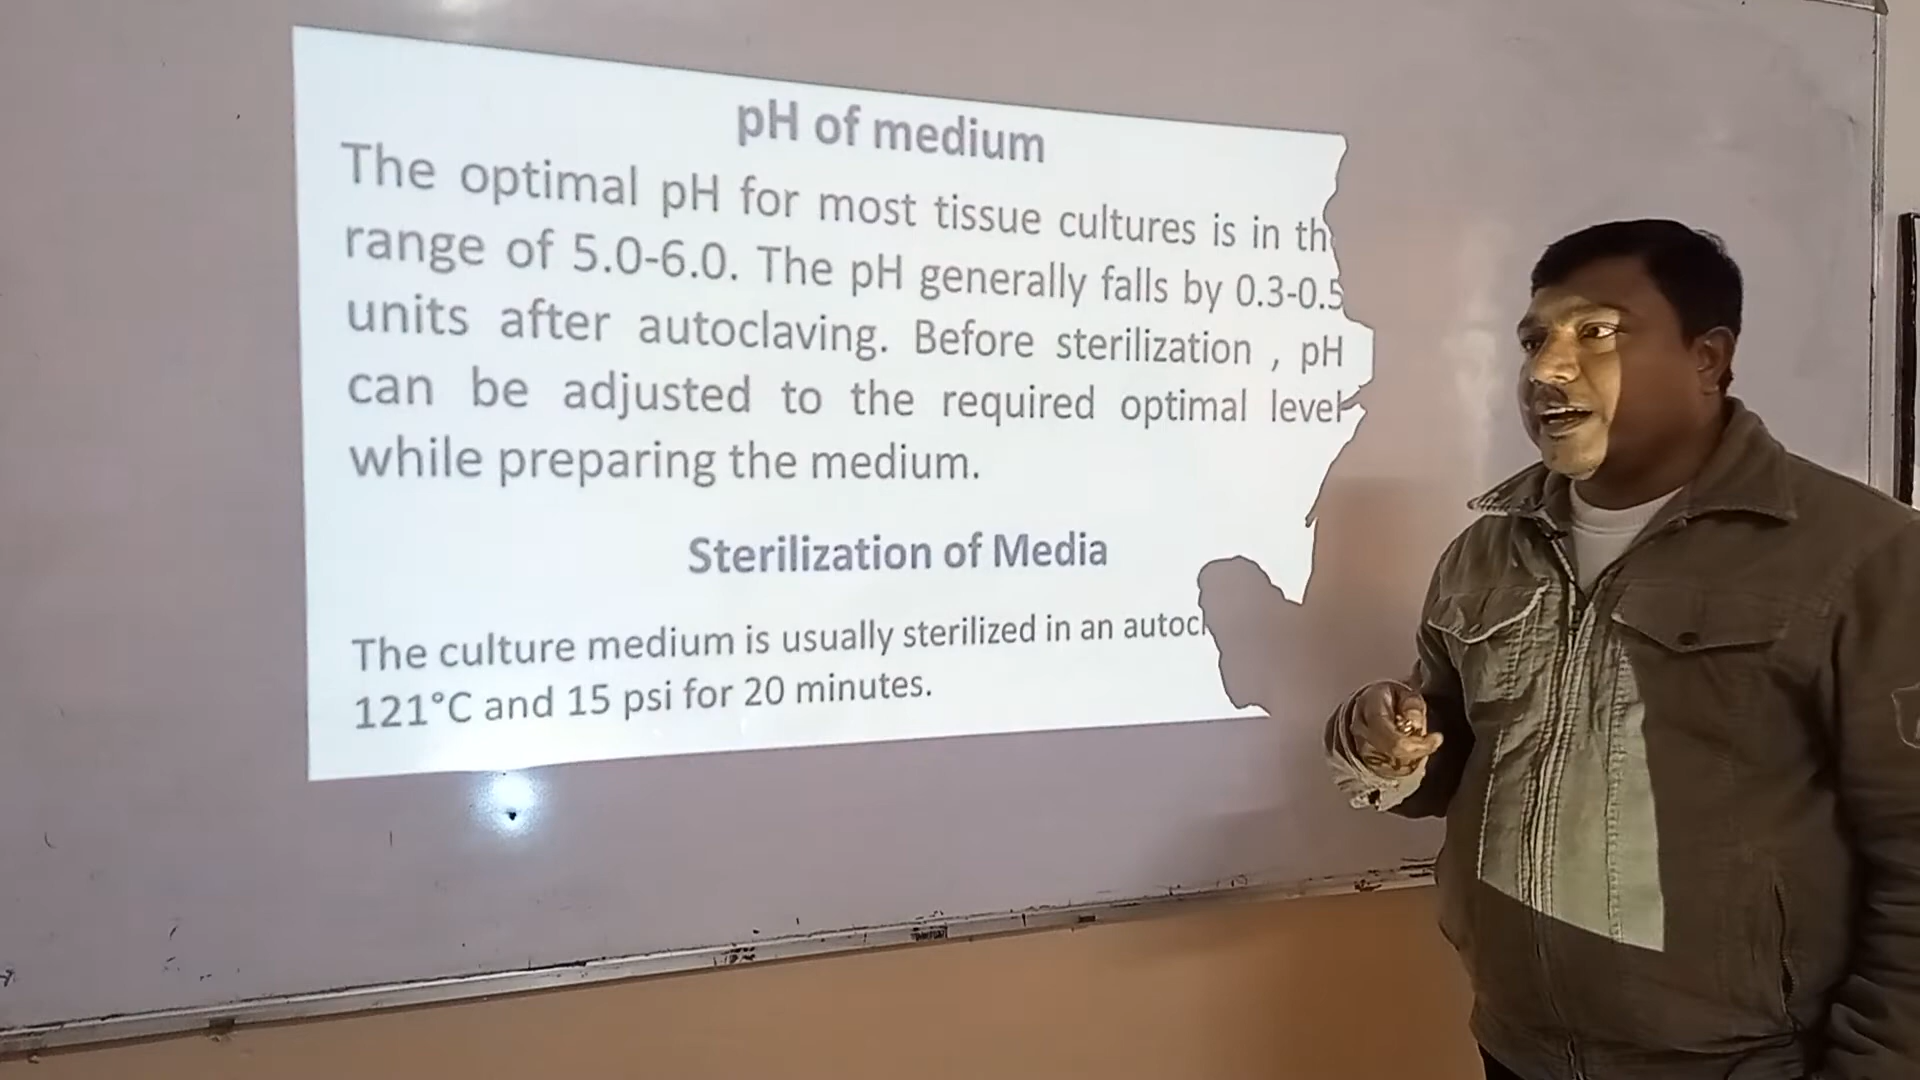 pH of medium
The optimal pH for most tissue cultures is in
range of 5.0-6.0. The pH generally falls by 0.3-0.5
units after autoclaving. Before sterilization , pH
can be adjusted to the required optimal level
while preparing the medium.
Sterilization of Media
The culture medium is usually sterilized in an
121°C and 15 psi for 20 minutes.